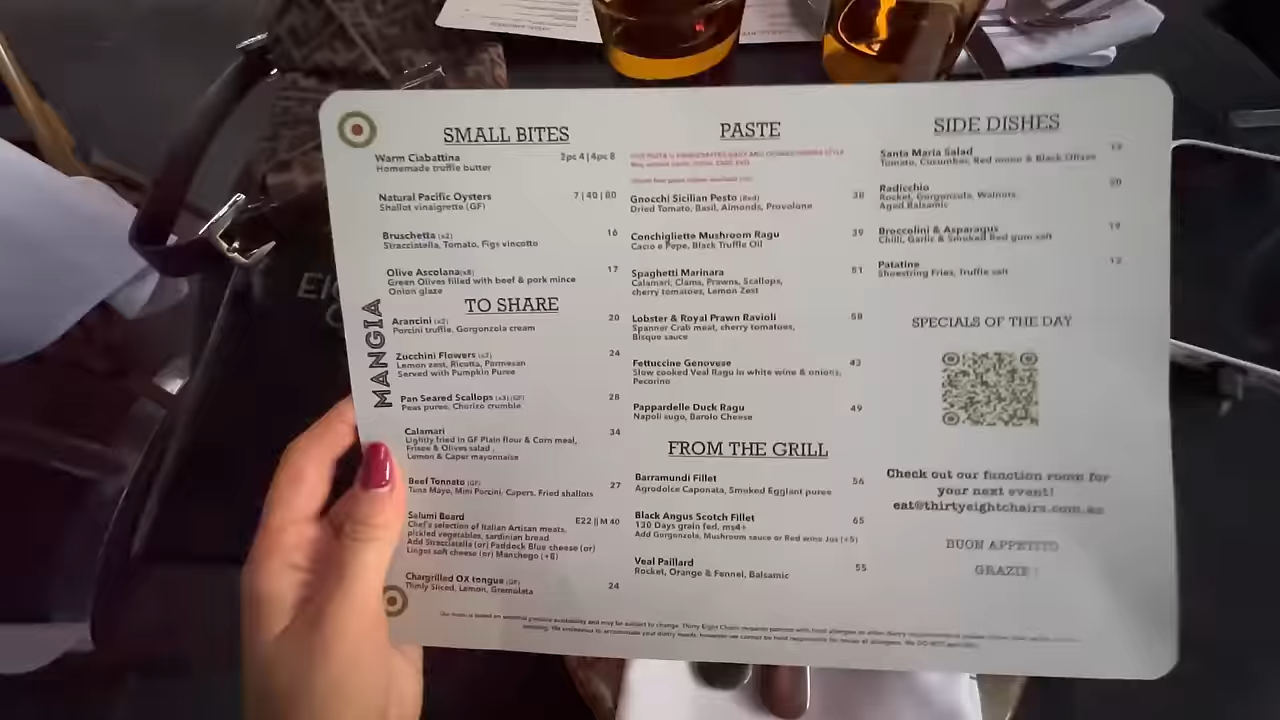 MANGIA
SMALL BITES
Warm Ciabattina 2pc 4 | 4pc 8
Homemade truffle butter
Natural Pacific Oysters 7 | 40 | 80
Shallot vinaigrette (GF)
Bruschetta (x2) 16
Stracciatella, Tomato, Figs vincotto
Olive Ascolana(x8) 17
Green Olives filled with beef & pork mince
Onion glaze
TO SHARE
Arancini (x2) 20
Porcini truffle, Gorgonzola cream
Zucchini Flowers (x2) 24
Lemon zest, Ricotta, Parmesan
Served with Pumpkin Puree
Pan Seared Scallops (x3) (GF) 28
Peas puree, Chorizo crumble
Calamari 34
Lightly fried in GF Plain flour & Corn meal,
Frisee & Olives salad,
Lemon & Caper mayonnaise
Beef Tonnato (GF) 27
Tuna Mayo, Mini Porcini, Capers, Fried shallots
Salumi Board E22 || M 40
Chef's selection of Italian Artisan meats,
pickled vegetables, sardinian bread
Add Stracciatella (or) Paddock Blue cheese (or)
Lingot soft cheese (or) Manchego (+8)
Chargrilled OX tongue (GF) 24
Thinly Sliced, Lemon, Gremolata
PASTE
Gnocchi Sicilian Pesto 38
Dried Tomato, Basil, Almonds, Provolone
Conchigliette Mushroom Ragu 39
Cacio e Pepe, Black Truffle Oil
Spaghetti Marinara 51
Calamari, Clams, Prawns, Scallops,
cherry tomatoes, Lemon Zest
Lobster & Royal Prawn Ravioli 58
Spanner Crab meat, cherry tomatoes,
Bisque sauce
Fettuccine Genovese 43
Slow cooked Veal Ragu in white wine & onions,
Pecorino
Pappardelle Duck Ragu 49
Napoli sugo, Barolo Cheese
FROM THE GRILL
Barramundi Fillet 56
Agrodolce Caponata, Smoked Egglant puree
Black Angus Scotch Fillet 65
130 Days grain fed, ms4+
Add Gorgonzola, Mushroom sauce or Red wine Jus (+5)
Veal Paillard 55
Rocket, Orange & Fennel, Balsamic
SIDE DISHES
Santa Maria Salad
Tomato, Cucumber, Red onion & Black Olives
Radicchio 20
Rocket, Gorgonzola, Walnuts,
Aged Balsamic
Broccolini & Asparagus 19
Chilli, Garlic & Smoked Red gum salt
Patatine 12
Shoestring Fries, Truffle salt
SPECIALS OF THE DAY
Check out our function room for
your next event!
eat@thirtyeightchairs.com.au
BUON APPETITO
GRAZIE !